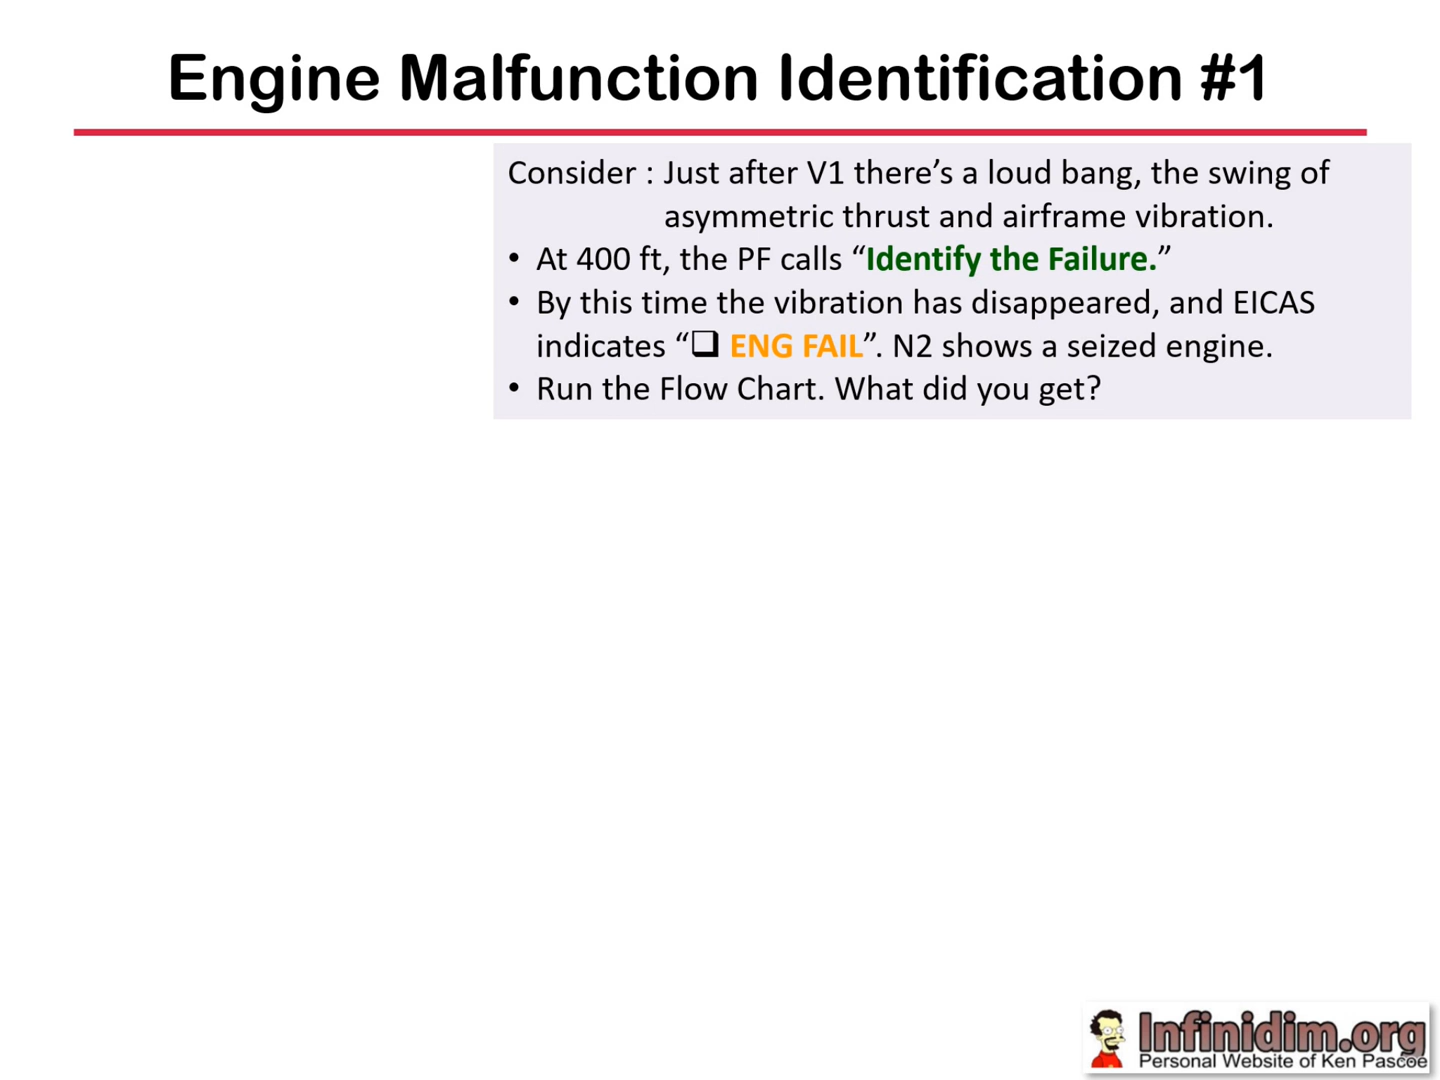 Engine Malfunction Identification #1
Consider : Just after V1 there’s a loud bang, the swing of
asymmetric thrust and airframe vibration.
• At 400 ft, the PF calls “Identify the Failure.”
• By this time the vibration has disappeared, and EICAS
indicates “❑ ENG FAIL”. N2 shows a seized engine.
• Run the Flow Chart. What did you get?
Infinidim.org
Personal Website of Ken Pascoe